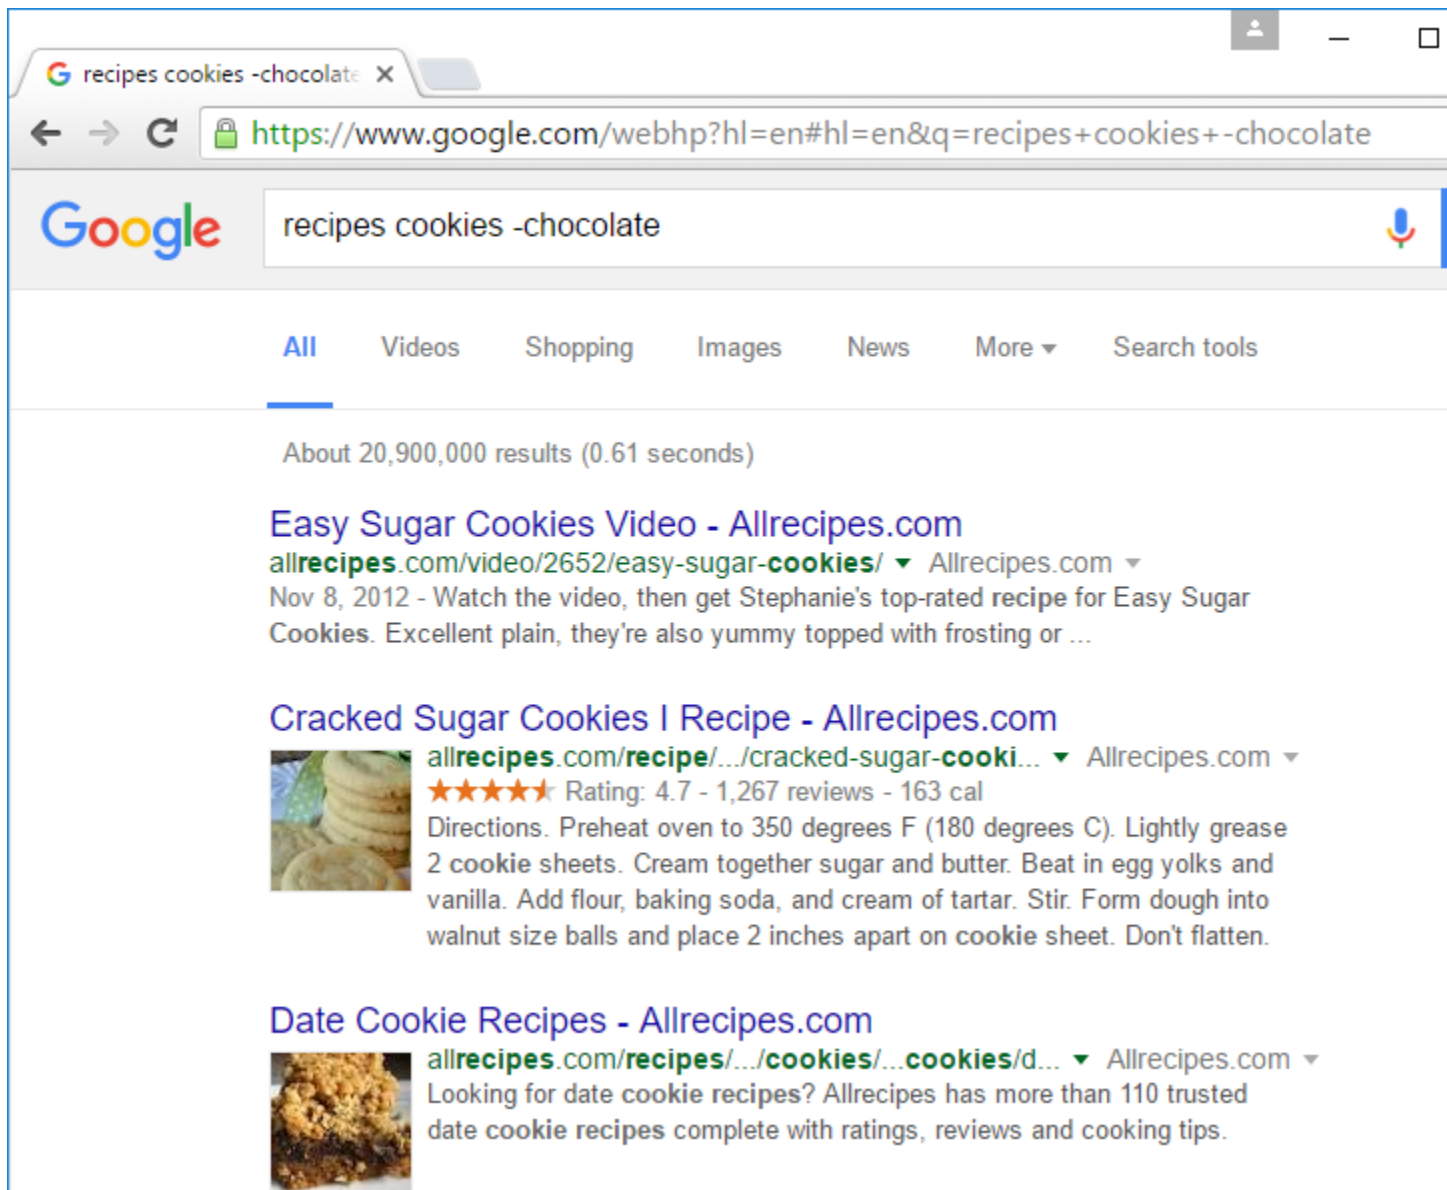 recipes cookies -chocolate
https://www.google.com/webhp?hl=en#hl=en&q=recipes+cookies+-chocolate
Google recipes cookies -chocolate
All Videos Shopping Images News More Search tools
About 20,900,000 results (0.61 seconds)
Easy Sugar Cookies Video - Allrecipes.com
allrecipes.com/video/2652/easy-sugar-cookies/ Allrecipes.com
Nov 8, 2012 - Watch the video, then get Stephanie's top-rated recipe for Easy Sugar
Cookies. Excellent plain, they're also yummy topped with frosting or ...
Cracked Sugar Cookies I Recipe - Allrecipes.com
allrecipes.com/recipe/.../cracked-sugar-cooki... Allrecipes.com
Rating: 4.7 - 1,267 reviews - 163 cal
Directions. Preheat oven to 350 degrees F (180 degrees C). Lightly grease
2 cookie sheets. Cream together sugar and butter. Beat in egg yolks and
vanilla. Add flour, baking soda, and cream of tartar. Stir. Form dough into
walnut size balls and place 2 inches apart on cookie sheet. Don't flatten.
Date Cookie Recipes - Allrecipes.com
allrecipes.com/recipes/.../cookies/...cookies/d... Allrecipes.com
Looking for date cookie recipes? Allrecipes has more than 110 trusted
date cookie recipes complete with ratings, reviews and cooking tips.